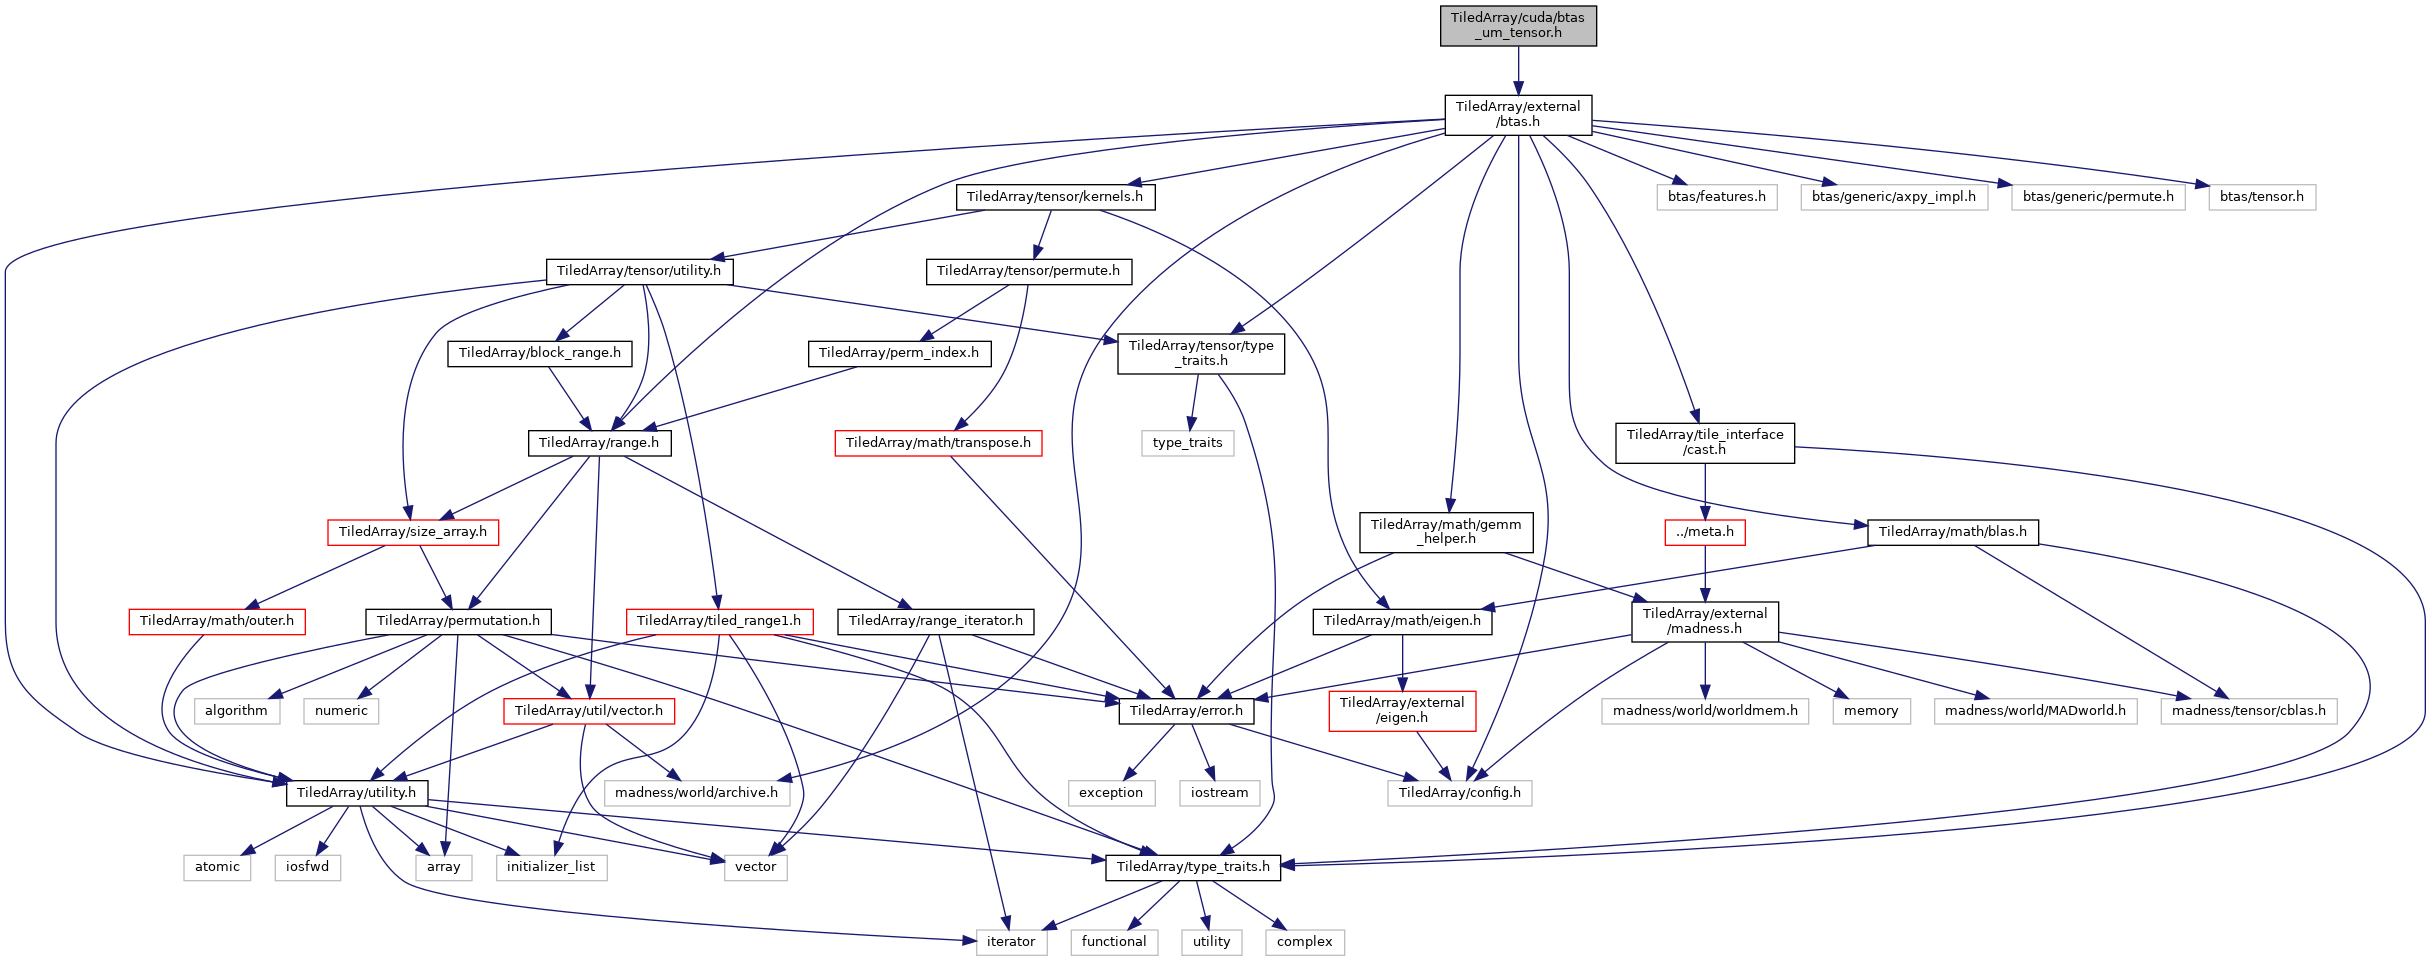 TiledArray/cuda/btas
_um_tensor.h
TiledArray/external
/btas.h
TiledArray/tensor/kernels.h
btas/features.h
btas/generic/axpy_impl.h
btas/generic/permute.h
btas/tensor.h
TiledArray/tensor/utility.h
TiledArray/tensor/permute.h
TiledArray/block_range.h
TiledArray/perm_index.h
TiledArray/tensor/type
_traits.h
TiledArray/range.h
TiledArray/math/transpose.h
type_traits
TiledArray/tile_interface
/cast.h
TiledArray/size_array.h
TiledArray/math/gemm
_helper.h
../meta.h
TiledArray/math/blas.h
TiledArray/math/outer.h
TiledArray/permutation.h
TiledArray/tiled_range1.h
TiledArray/range_iterator.h
TiledArray/math/eigen.h
TiledArray/external
/madness.h
algorithm
numeric
TiledArray/util/vector.h
TiledArray/error.h
TiledArray/external
/eigen.h
madness/world/worldmem.h
memory
madness/world/MADworld.h
madness/tensor/cblas.h
TiledArray/utility.h
madness/world/archive.h
exception
iostream
TiledArray/config.h
atomic
iosfwd
array
initializer_list
vector
TiledArray/type_traits.h
iterator
functional
utility
complex